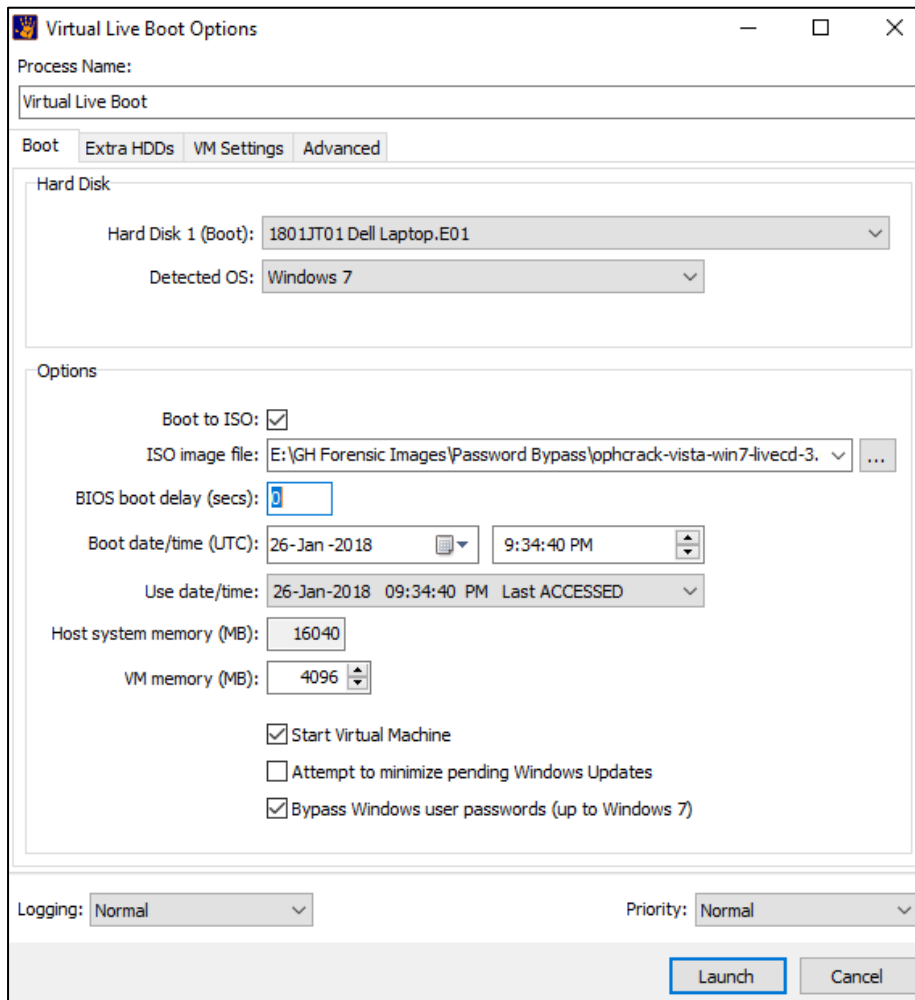 Virtual Live Boot Options
Process Name:
Virtual Live Boot
Boot Extra HDDs VM Settings Advanced
Hard Disk
Hard Disk 1 (Boot): 1801JT01 Dell Laptop.E01
Detected OS: Windows 7
Options
Boot to ISO:
ISO image file: E:\GH Forensic Images\Password Bypass\ophcrack-vista-win7-livecd-3. ...
BIOS boot delay (secs): 0
Boot date/time (UTC): 26-Jan -2018 9:34:40 PM
Use date/time: 26-Jan-2018 09:34:40 PM Last ACCESSED
Host system memory (MB): 16040
VM memory (MB): 4096
Start Virtual Machine
Attempt to minimize pending Windows Updates
Bypass Windows user passwords (up to Windows 7)
Logging: Normal Priority: Normal
Launch Cancel